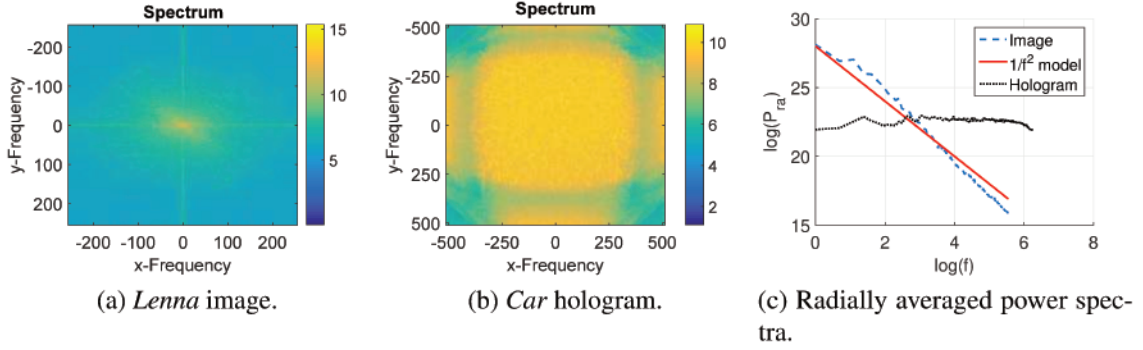 Spectrum
-200
-100
0
100
200
y-Frequency
-200 -100 0 100 200
x-Frequency
15
10
5
(a) Lenna image.
Spectrum
-500
-250
0
250
500
y-Frequency
-500 -250 0 250 500
x-Frequency
10
8
6
4
2
(b) Car hologram.
30
25
20
15
log(P_ra)
0 2 4 6 8
log(f)
Image
1/f² model
Hologram
(c) Radially averaged power spec-
tra.